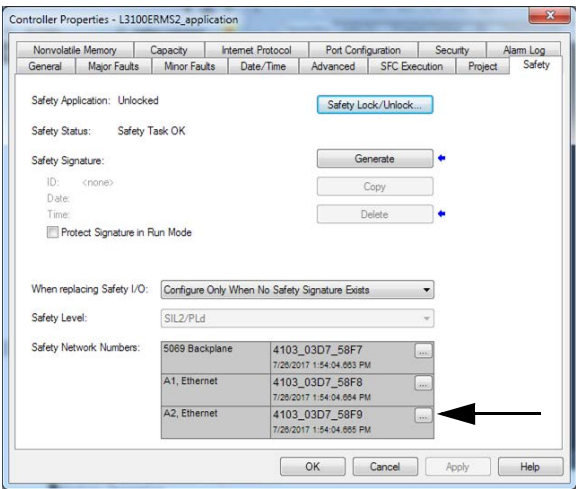 Controller Properties - L3100ERMS2_application
Nonvolatile Memory Capacity Internet Protocol Port Configuration Security Alarm Log
General Major Faults Minor Faults Date/Time Advanced SFC Execution Project Safety
Safety Application: Unlocked Safety Lock/Unlock...
Safety Status: Safety Task OK
Safety Signature: Generate
ID: <none> Copy
Date:
Time: Delete
Protect Signature in Run Mode
When replacing Safety I/O: Configure Only When No Safety Signature Exists
Safety Level: SIL2/PLd
Safety Network Numbers: 5069 Backplane 4103_03D7_58F7 ...
7/26/2017 1:54:04.663 PM
A1, Ethernet 4103_03D7_58F8 ...
7/26/2017 1:54:04.664 PM
A2, Ethernet 4103_03D7_58F9 ...
7/26/2017 1:54:04.665 PM
OK Cancel Apply Help